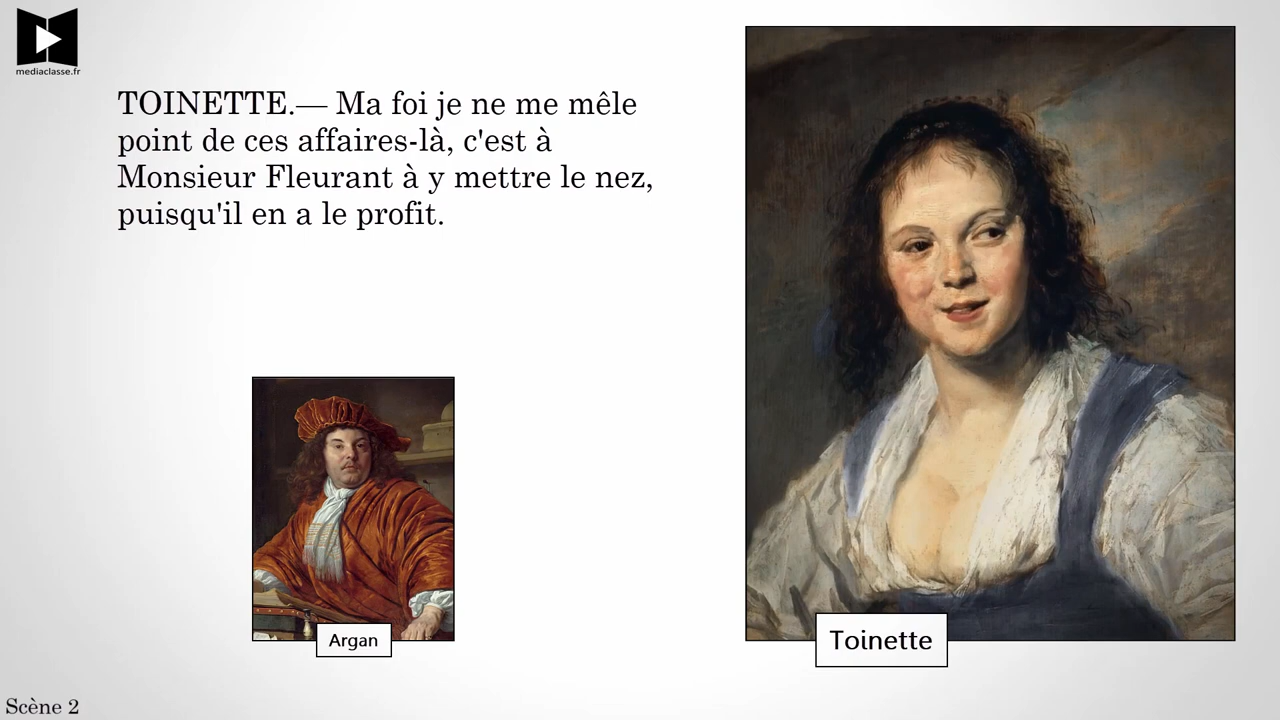 mediaclasse.fr
TOINETTE.— Ma foi je ne me mêle
point de ces affaires-là, c'est à
Monsieur Fleurant à y mettre le nez,
puisqu'il en a le profit.
Argan
Toinette
Scène 2